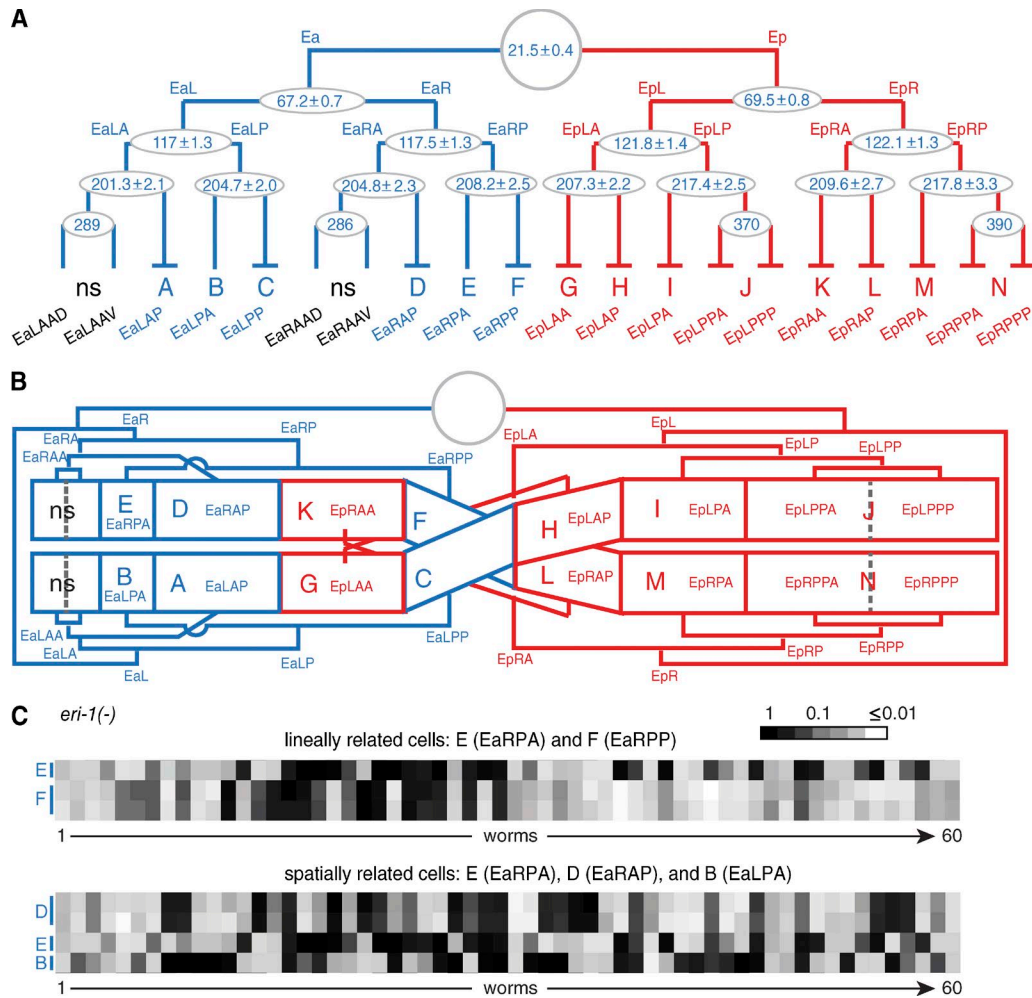 A
Ea
21.5±0.4
Ep
EaL
67.2±0.7
EaR
EpL
69.5±0.8
EpR
EaLA
117±1.3
EaLP
EaRA
117.5±1.3
EaRP
EpLA
121.8±1.4
EpLP
EpRA
122.1±1.3
EpRP
201.3±2.1
204.7±2.0
204.8±2.3
208.2±2.5
207.3±2.2
217.4±2.5
209.6±2.7
217.8±3.3
289
286
370
390
ns A B C ns D E F G H I J K L M N
EaLAAD EaLAAV EaLAP EaLPA EaLPP EaRAAD EaRAAV EaRAP EaRPA EaRPP EpLAA EpLAP EpLPA EpLPPA EpLPPP EpRAA EpRAP EpRPA EpRPPA EpRPPP
B
EaR
EaRA
EaRP
EaRAA
EaRPP
EpLA
EpL
EpLP
EpLPP
ns
E
EaRPA
D EaRAP
K EpRAA
F
H EpLAP
I EpLPA
EpLPPA J EpLPPP
ns
B
EaLPA
A EaLAP
G EpLAA
C
L EpRAP
M EpRPA
EpRPPA N EpRPPP
EaLAA
EaLA
EaL
EaLP
EaLPP
EpRA
EpR
EpRP
EpRPP
C
eri-1(-)
1 0.1 ≤0.01
lineally related cells: E (EaRPA) and F (EaRPP)
E
F
1 worms 60
spatially related cells: E (EaRPA), D (EaRAP), and B (EaLPA)
D
E
B
1 worms 60